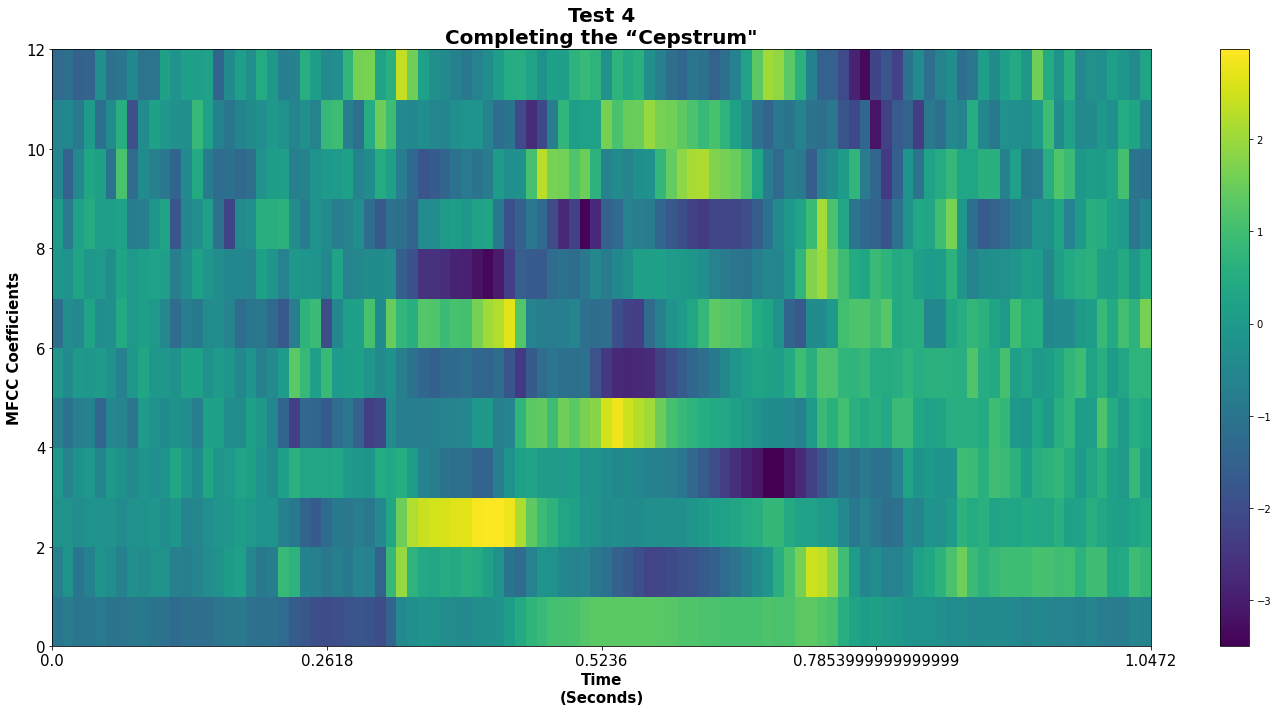 Test 4
Completing the “Cepstrum"
12
10
8
6
4
2
0
MFCC Coefficients
0.0 0.2618 0.5236 0.7853999999999999 1.0472
Time
(Seconds)
2
1
0
−1
−2
−3